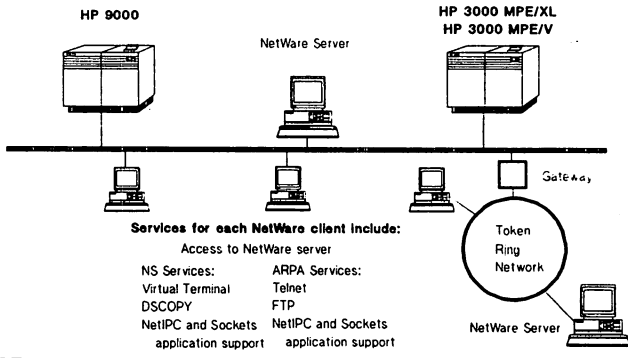 HP 9000
HP 3000 MPE/XL
HP 3000 MPE/V
NetWare Server
Gateway
Services for each NetWare client include:
Access to NetWare server
NS Services:
Virtual Terminal
DSCOPY
NetIPC and Sockets
application support
ARPA Services:
Telnet
FTP
NetIPC and Sockets
application support
Token
Ring
Network
NetWare Server